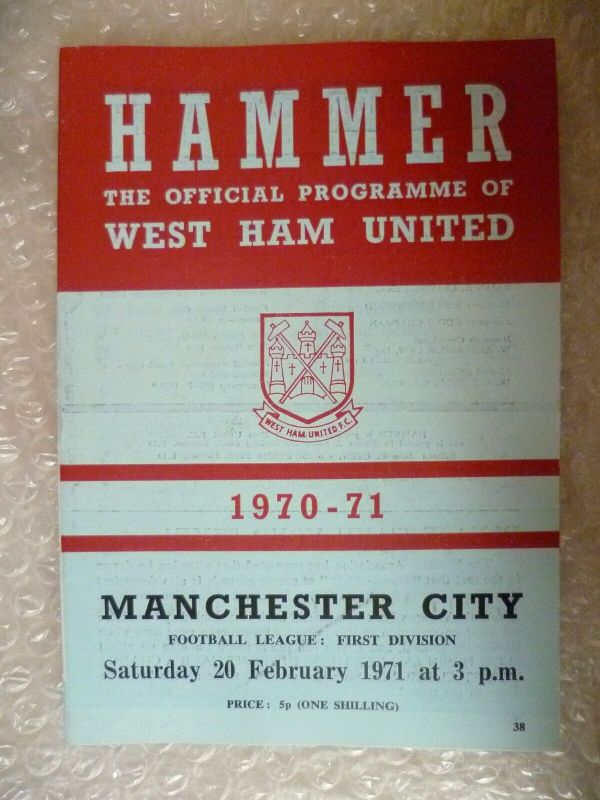 HAMMER
THE OFFICIAL PROGRAMME OF
WEST HAM UNITED
WEST HAM UNITED F.C.
1970-71
MANCHESTER CITY
FOOTBALL LEAGUE: FIRST DIVISION
Saturday 20 February 1971 at 3 p.m.
PRICE: 5p (ONE SHILLING)
38